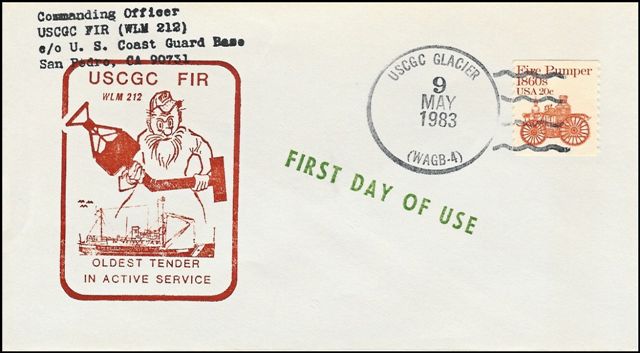 Commanding Officer
USCGC FIR (WLM 212)
c/o U. S. Coast Guard Base
San Pedro, CA 90731
USCGC FIR
WLM 212
OLDEST TENDER
IN ACTIVE SERVICE
USCGC GLACIER
9
MAY
1983
(WAGB-4)
Fire Pumper
1860s
USA 20c
FIRST DAY OF USE